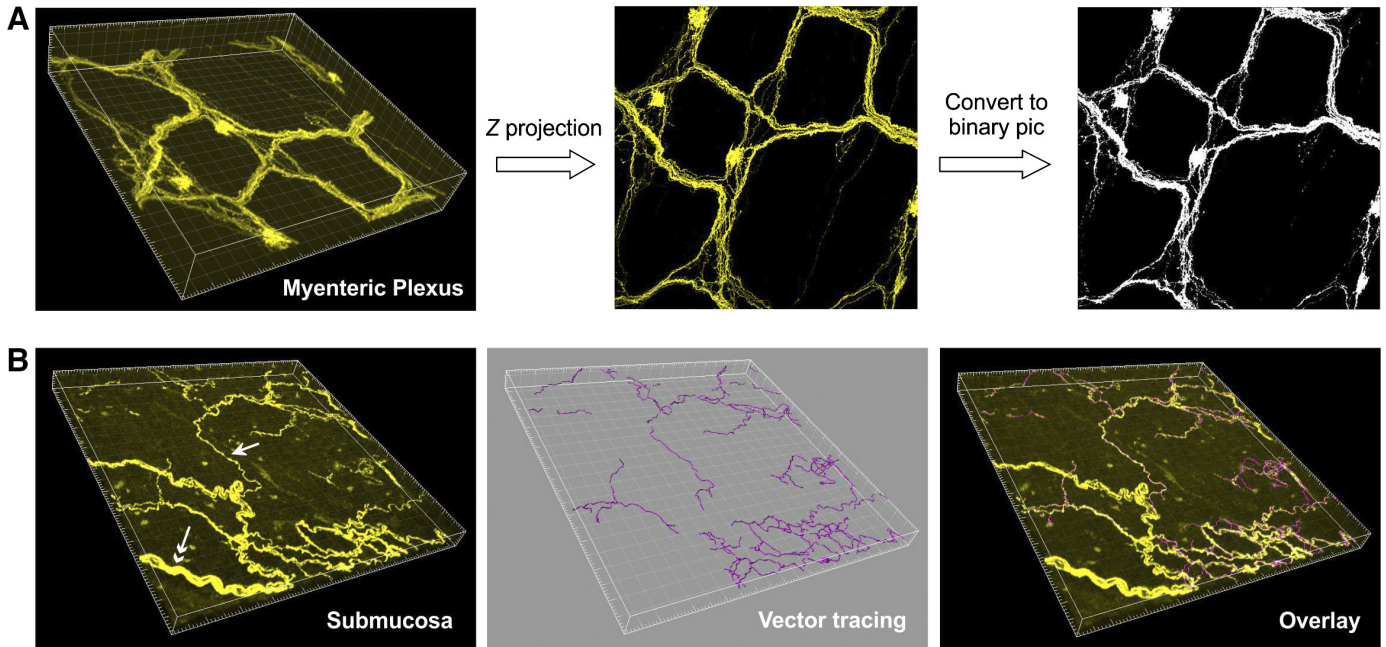 A
Myenteric Plexus
Z projection
Convert to
binary pic
B
Submucosa
Vector tracing
Overlay